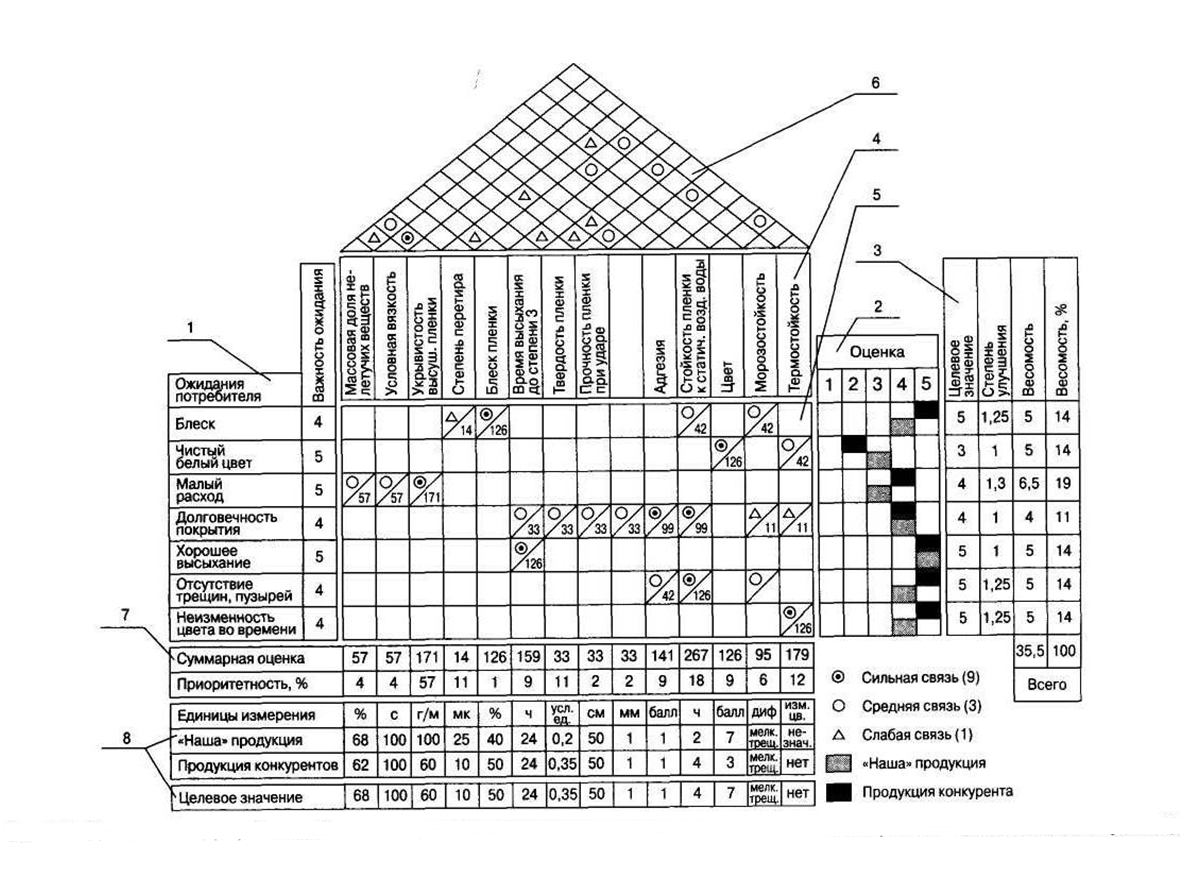 6
4
5
3
2
1
Ожидания
потребителя
Важность ожидания
Массовая доля не-
летучих веществ
Условная вязкость
Укрывистость
высуш. пленки
Степень перетира
Блеск пленки
Время высыхания
до степени 3
Твердость пленки
Прочность пленки
при ударе
Адгезия
Стойкость пленки
к статич. возд. воды
Цвет
Морозостойкость
Термостойкость
Оценка
1 2 3 4 5
Целевое
значение
Степень
улучшения
Весомость
Весомость, %
Блеск 4 14 126 42 42 5 1,25 5 14
Чистый
белый цвет 5 126 42 3 1 5 14
Малый
расход 5 57 57 171 4 1,3 6,5 19
Долговечность
покрытия 4 33 33 33 33 99 99 11 11 4 1 4 11
Хорошее
высыхание 5 126 5 1 5 14
Отсутствие
трещин, пузырей 4 42 126 5 1,25 5 14
Неизменность
цвета во времени 4 126 5 1,25 5 14
35,5 100
Всего
7
Суммарная оценка 57 57 171 14 126 159 33 33 33 141 267 126 95 179
Приоритетность, % 4 4 57 11 1 9 11 2 2 9 18 9 6 12
8
Единицы измерения % с г/м мк % ч усл. ед. см мм балл ч балл диф изм. цв.
«Наша» продукция 68 100 100 25 40 24 0,2 50 1 1 2 7 мелк. трещ. не- знач.
Продукция конкурентов 62 100 60 10 50 24 0,35 50 1 1 4 3 мелк. трещ. нет
Целевое значение 68 100 60 10 50 24 0,35 50 1 1 4 7 мелк. трещ. нет
Сильная связь (9)
Средняя связь (3)
Слабая связь (1)
«Наша» продукция
Продукция конкурента